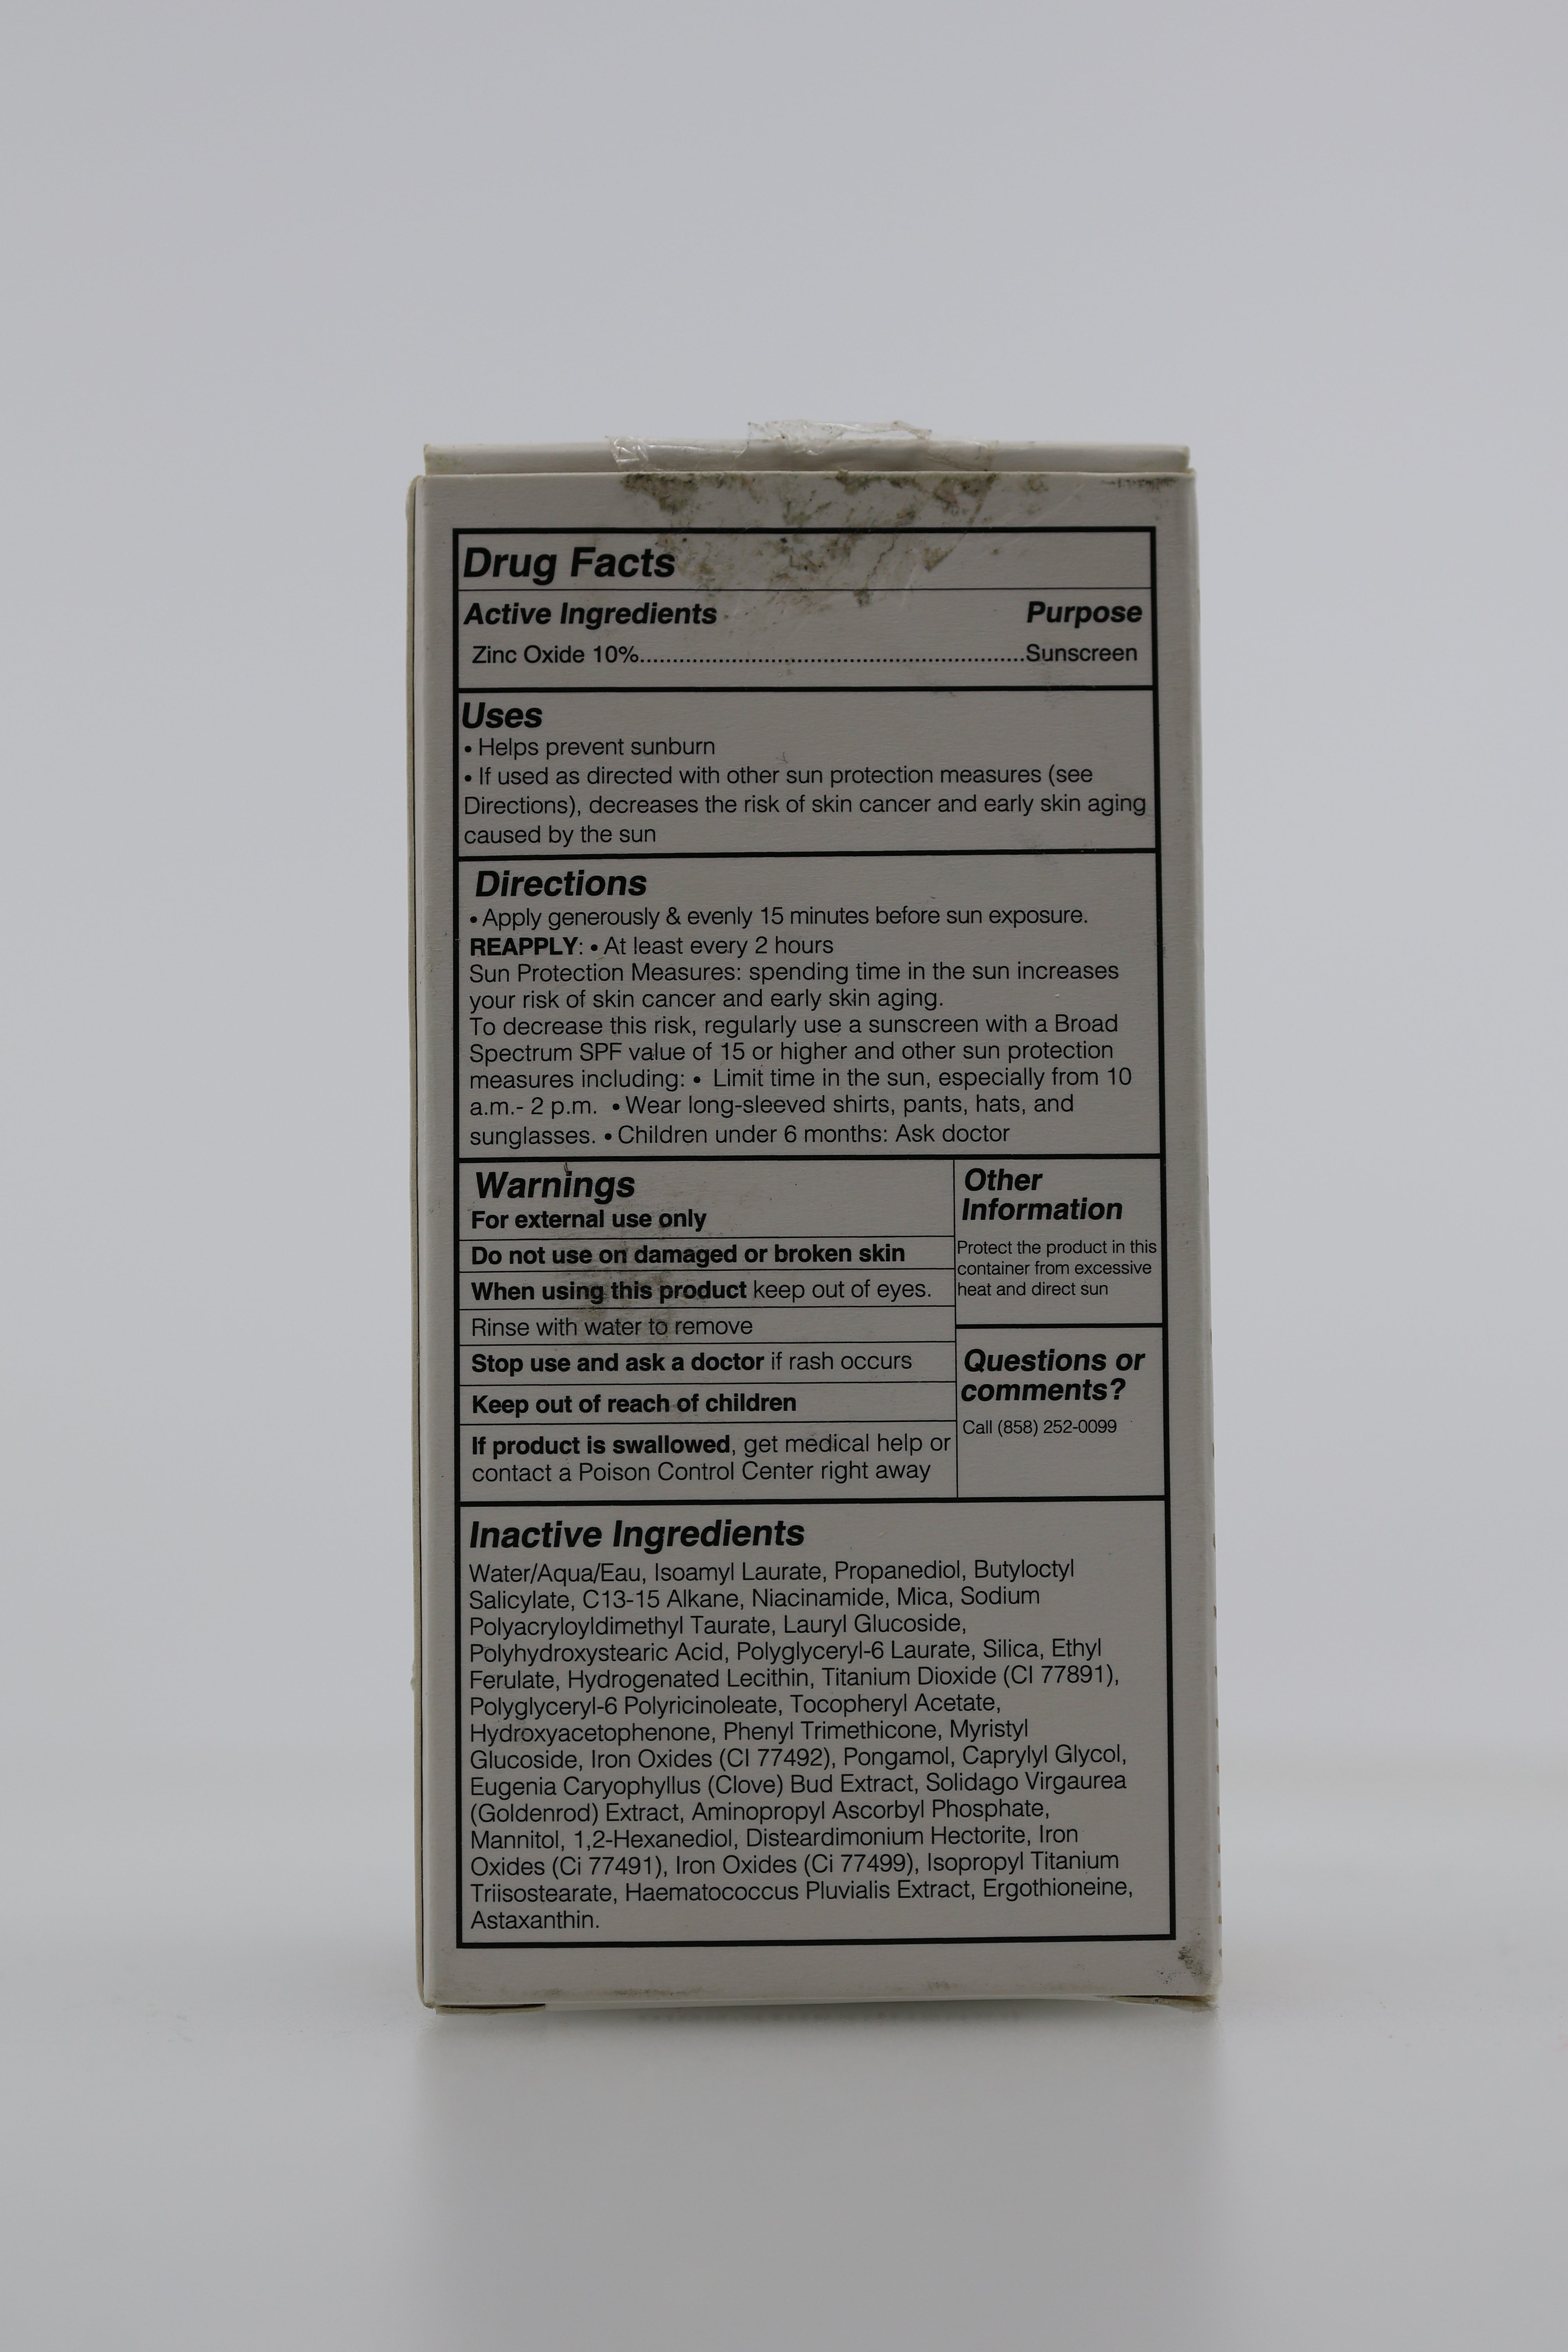 Drug Facts
Active Ingredients Purpose
Zinc Oxide 10%..........................................................Sunscreen
Uses
• Helps prevent sunburn
• If used as directed with other sun protection measures (see
Directions), decreases the risk of skin cancer and early skin aging
caused by the sun
Directions
• Apply generously & evenly 15 minutes before sun exposure.
REAPPLY: • At least every 2 hours
Sun Protection Measures: spending time in the sun increases
your risk of skin cancer and early skin aging.
To decrease this risk, regularly use a sunscreen with a Broad
Spectrum SPF value of 15 or higher and other sun protection
measures including: • Limit time in the sun, especially from 10
a.m.- 2 p.m. • Wear long-sleeved shirts, pants, hats, and
sunglasses. • Children under 6 months: Ask doctor
Warnings
For external use only
Do not use on damaged or broken skin
When using this product keep out of eyes.
Rinse with water to remove
Stop use and ask a doctor if rash occurs
Keep out of reach of children
If product is swallowed, get medical help or
contact a Poison Control Center right away
Other
Information
Protect the product in this
container from excessive
heat and direct sun
Questions or
comments?
Call (858) 252-0099
Inactive Ingredients
Water/Aqua/Eau, Isoamyl Laurate, Propanediol, Butyloctyl
Salicylate, C13-15 Alkane, Niacinamide, Mica, Sodium
Polyacryloyldimethyl Taurate, Lauryl Glucoside,
Polyhydroxystearic Acid, Polyglyceryl-6 Laurate, Silica, Ethyl
Ferulate, Hydrogenated Lecithin, Titanium Dioxide (CI 77891),
Polyglyceryl-6 Polyricinoleate, Tocopheryl Acetate,
Hydroxyacetophenone, Phenyl Trimethicone, Myristyl
Glucoside, Iron Oxides (CI 77492), Pongamol, Caprylyl Glycol,
Eugenia Caryophyllus (Clove) Bud Extract, Solidago Virgaurea
(Goldenrod) Extract, Aminopropyl Ascorbyl Phosphate,
Mannitol, 1,2-Hexanediol, Disteardimonium Hectorite, Iron
Oxides (Ci 77491), Iron Oxides (Ci 77499), Isopropyl Titanium
Triisostearate, Haematococcus Pluvialis Extract, Ergothioneine,
Astaxanthin.